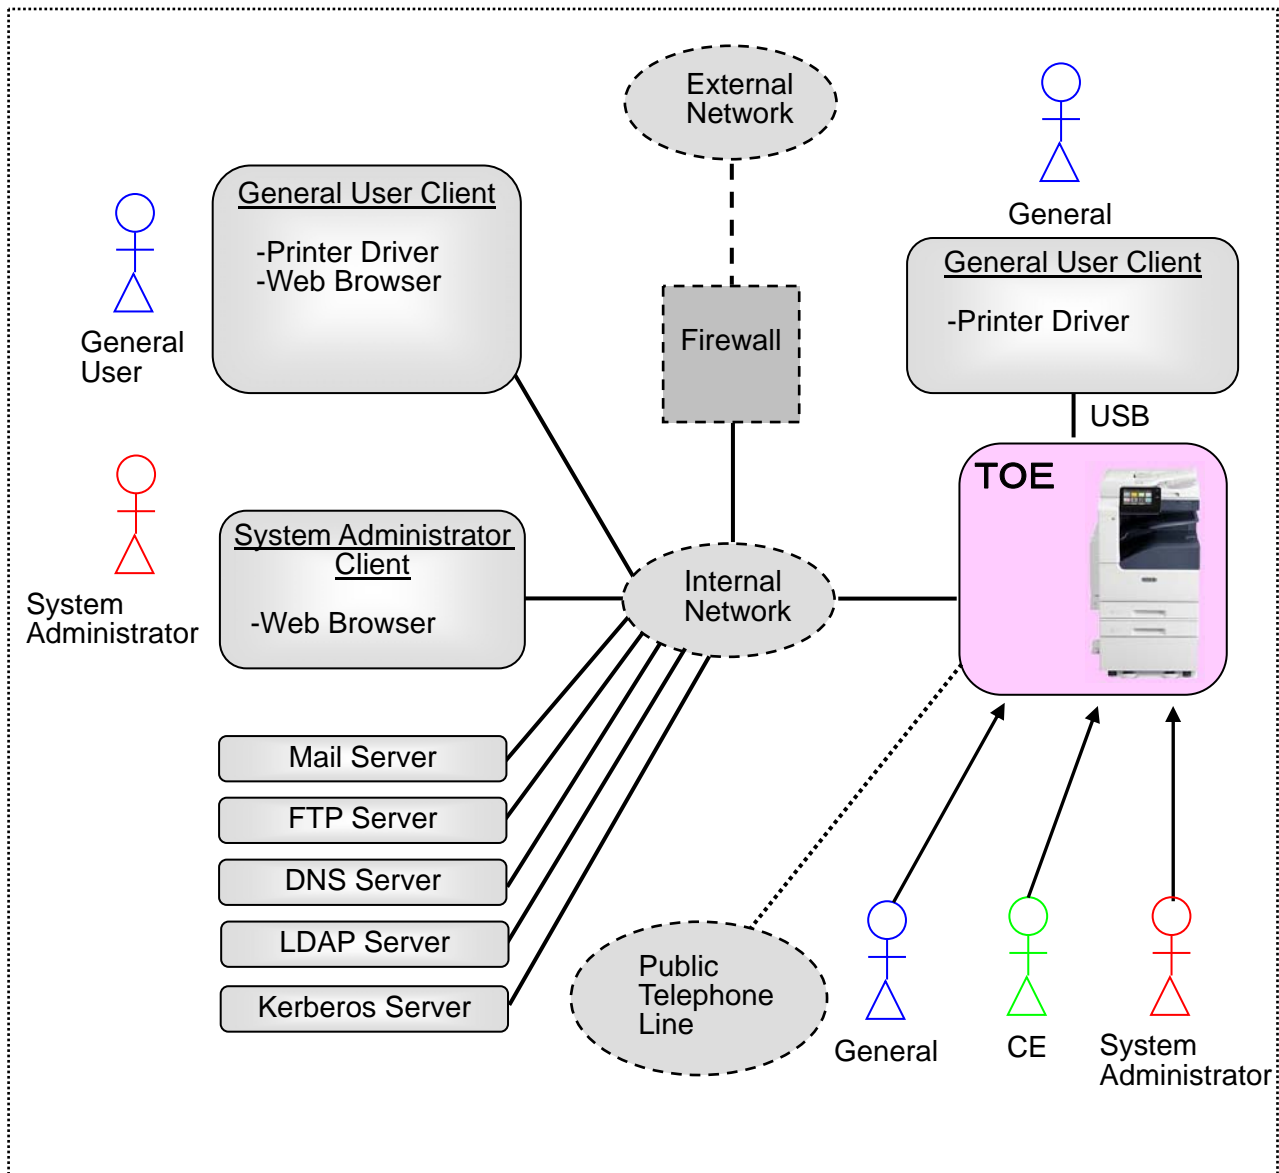 External
Network
General User Client
-Printer Driver
-Web Browser
General
User
General
General User Client
-Printer Driver
USB
Firewall
TOE
System Administrator
Client
-Web Browser
System
Administrator
Internal
Network
Mail Server
FTP Server
DNS Server
LDAP Server
Kerberos Server
Public
Telephone
Line
General
CE
System
Administrator